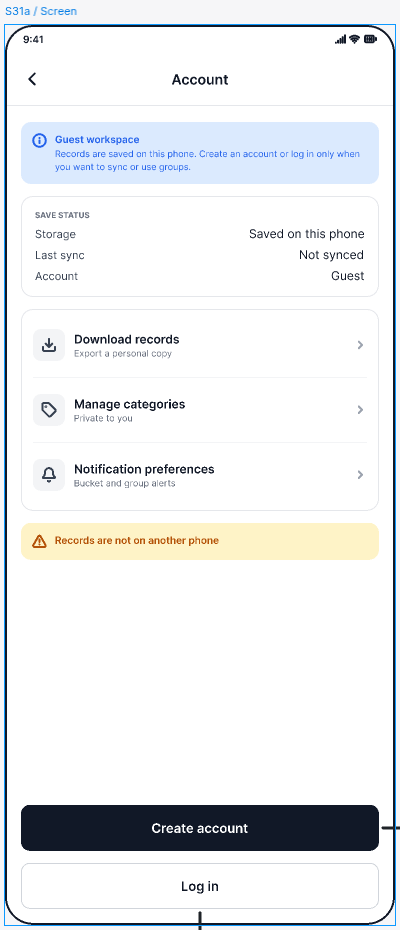 S31a / Screen
9:41
Account
Guest workspace
Records are saved on this phone. Create an account or log in only when
you want to sync or use groups.
SAVE STATUS
Storage Saved on this phone
Last sync Not synced
Account Guest
Download records
Export a personal copy
Manage categories
Private to you
Notification preferences
Bucket and group alerts
Records are not on another phone
Create account
Log in